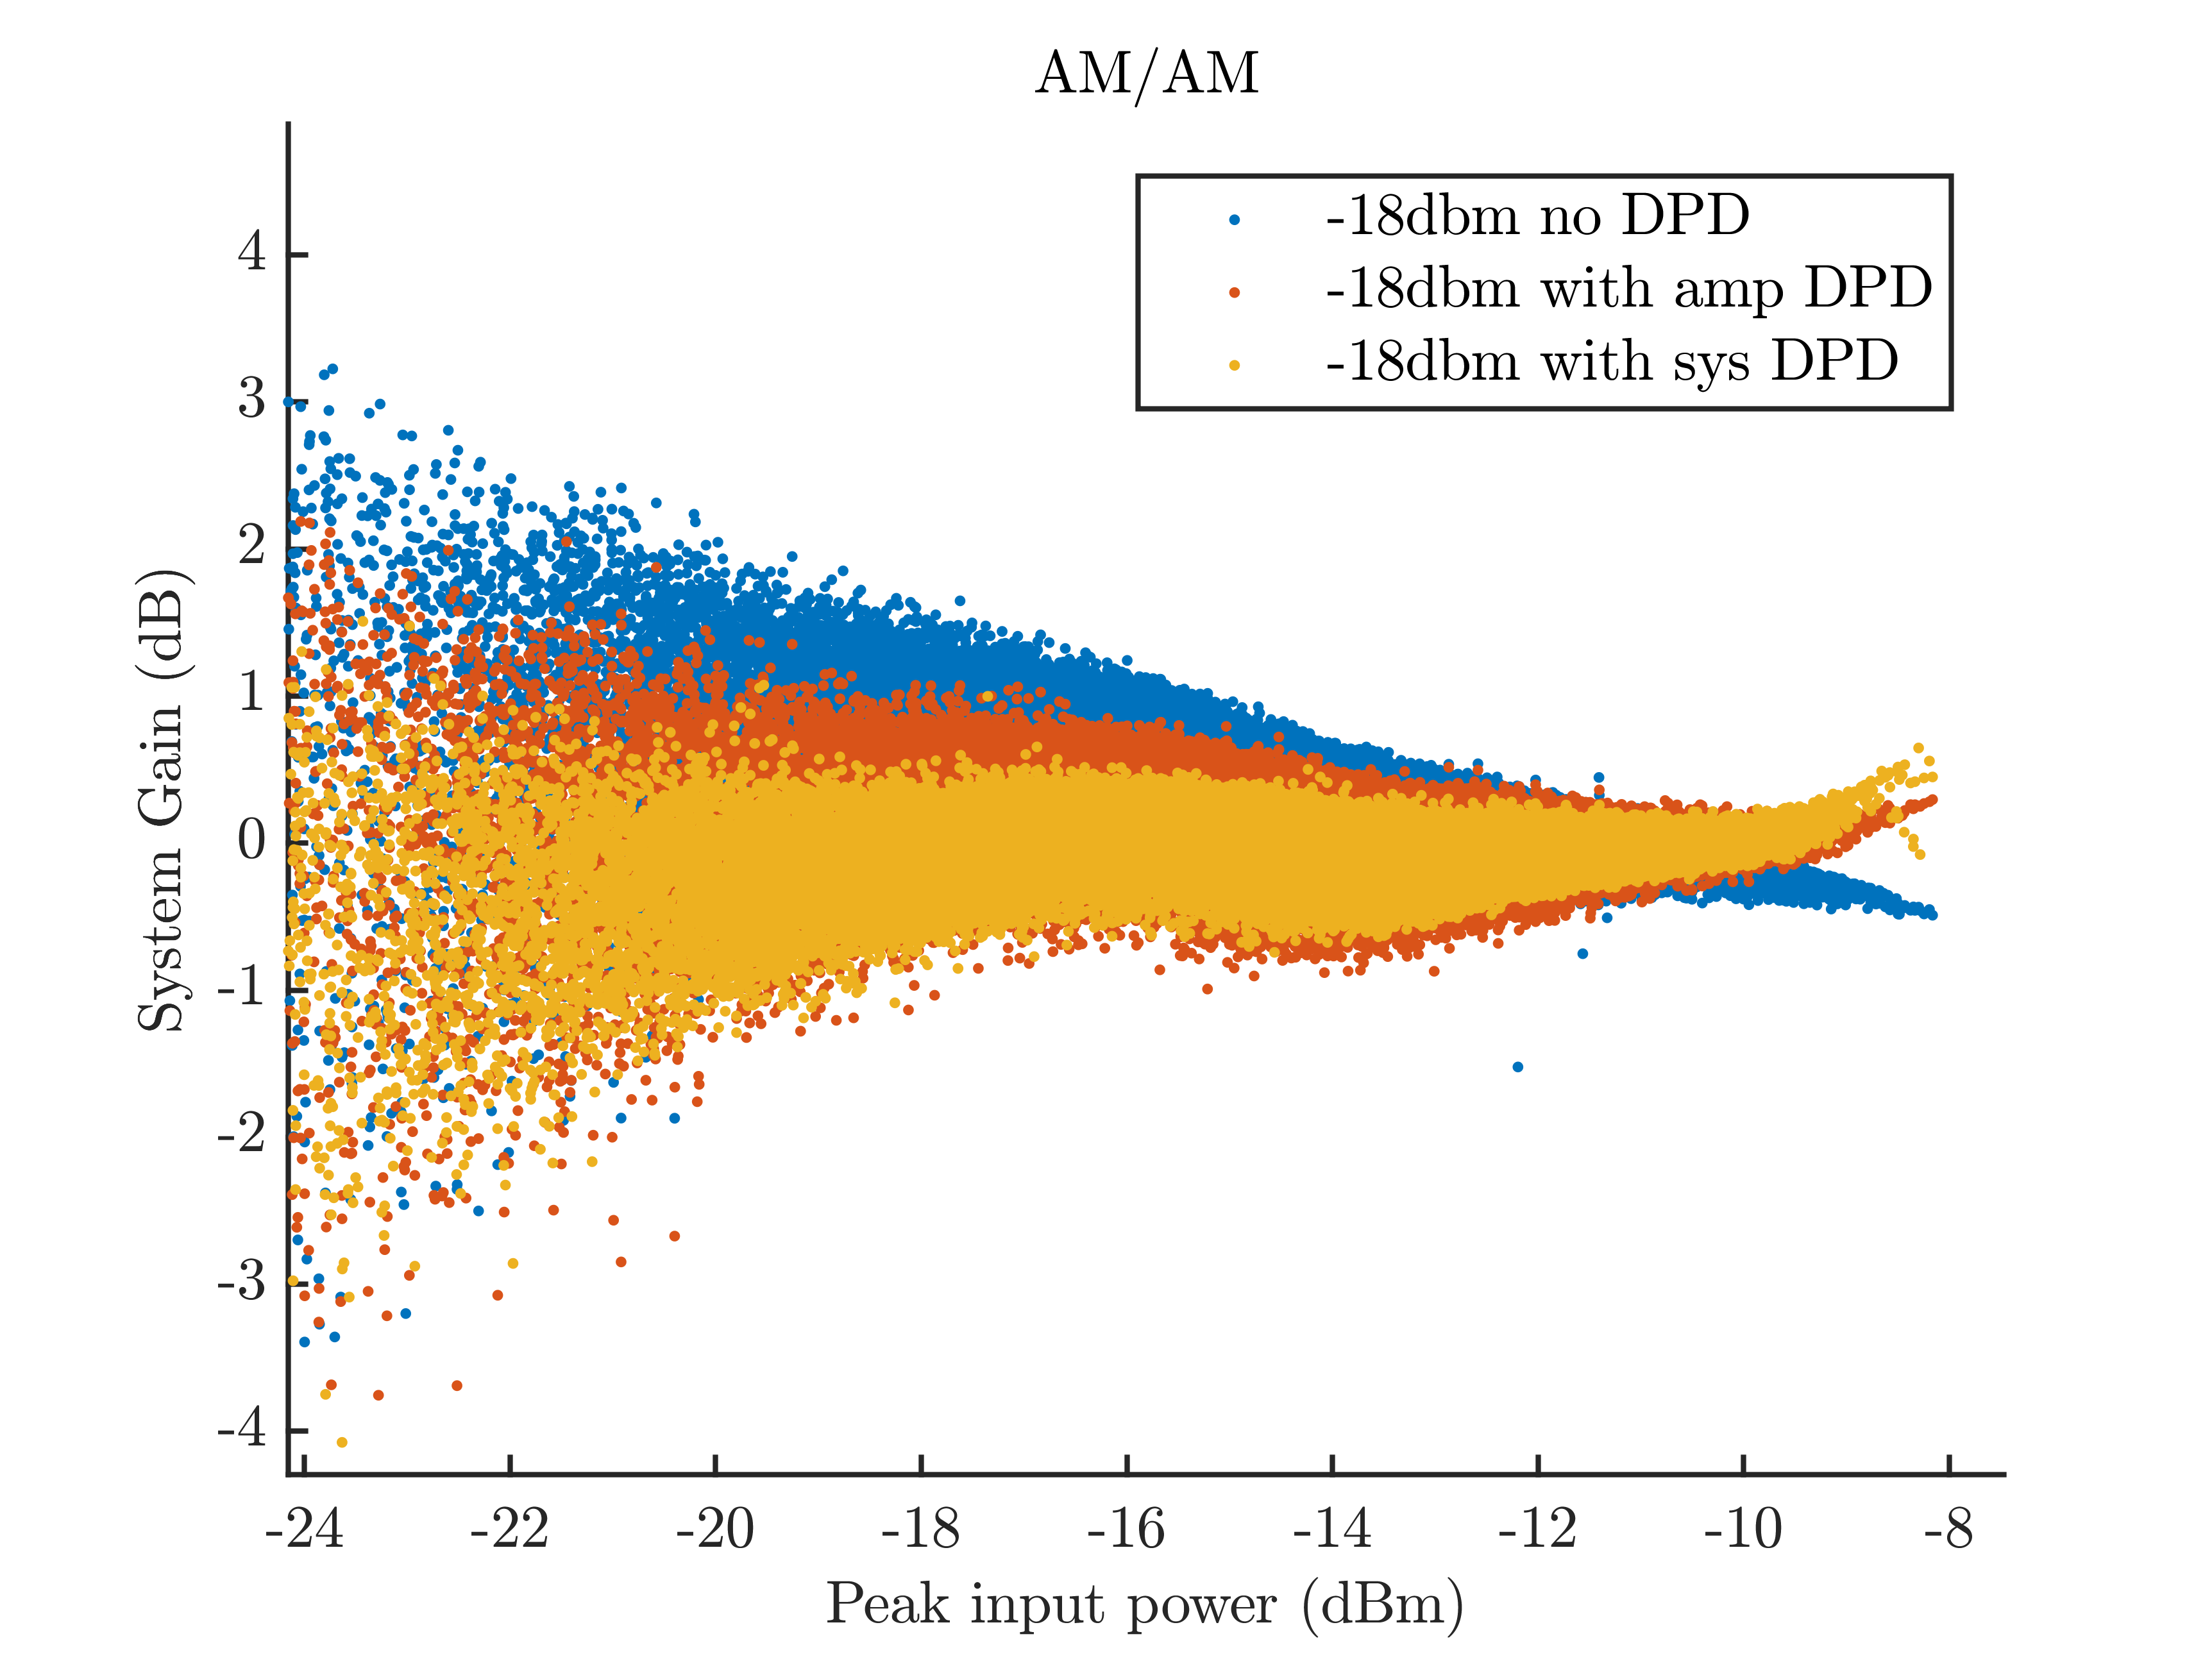 AM/AM
-18dbm no DPD
-18dbm with amp DPD
-18dbm with sys DPD
System Gain (dB)
4
3
2
1
0
-1
-2
-3
-4
-24 -22 -20 -18 -16 -14 -12 -10 -8
Peak input power (dBm)